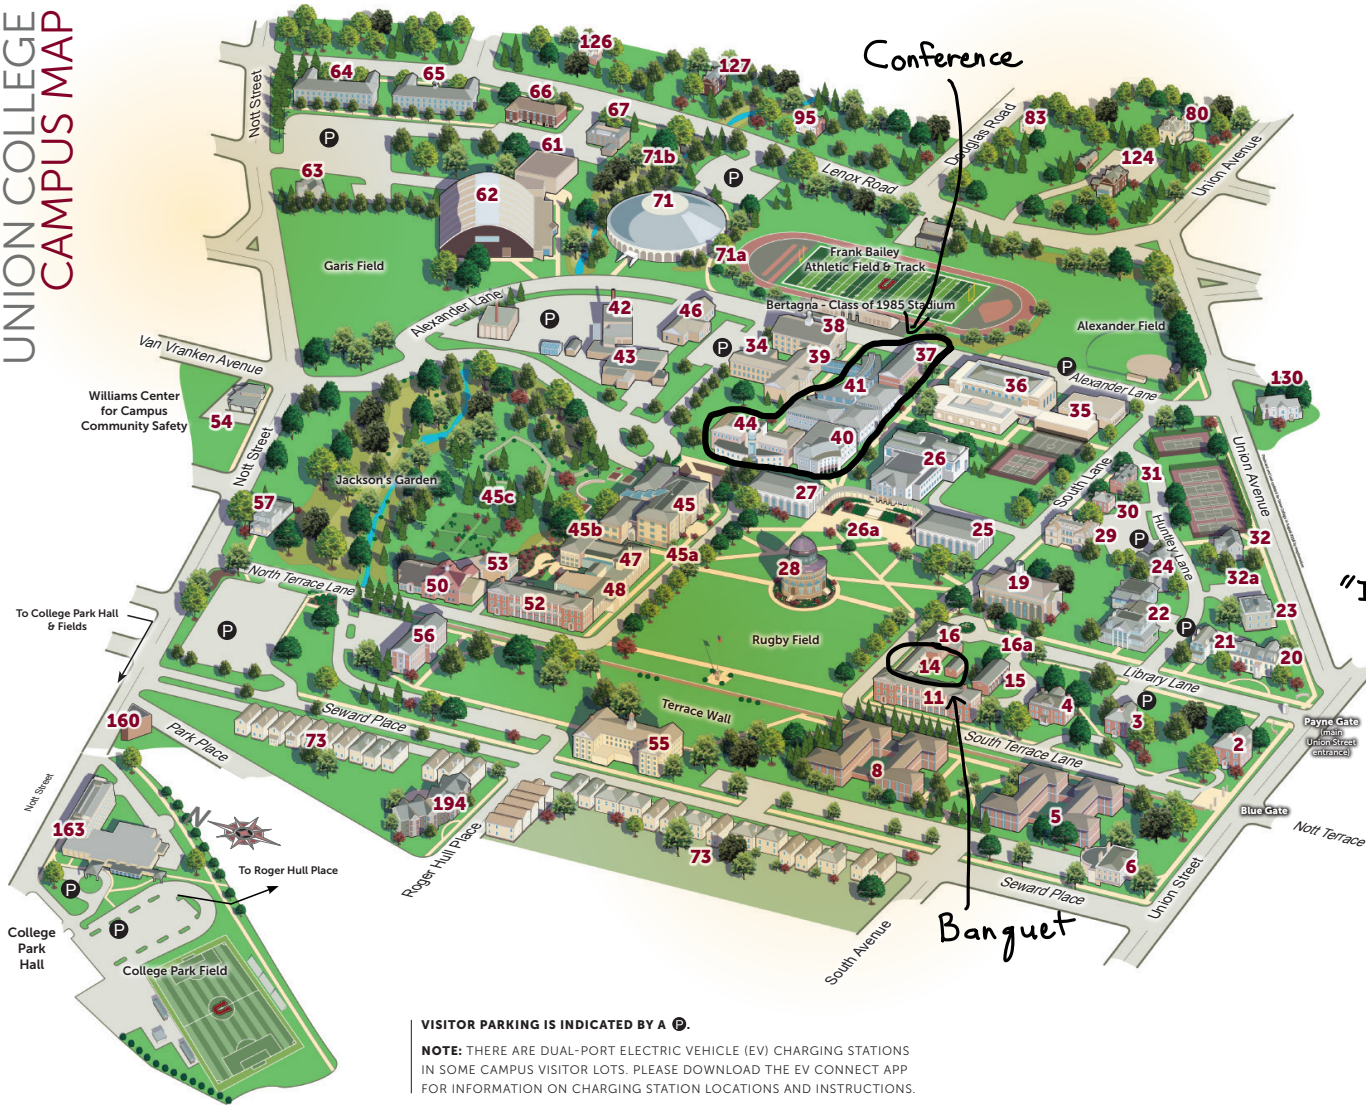 UNION COLLEGE
CAMPUS MAP
Conference
126
127
64
65
66
67
95
83
80
124
Nott Street
Douglas Road
Union Avenue
61
71b
63
62
71
Lenox Road
71a
Frank Bailey
Athletic Field & Track
Garis Field
Alexander Lane
42
46
Bertagna - Class of 1985 Stadium
Alexander Field
38
34
39
37
43
41
36
35
Alexander Lane
130
Van Vranken Avenue
Williams Center
for Campus
Community Safety
54
Nott Street
44
40
26
South Lane
31
Union Avenue
Jackson's Garden
45c
45
27
30
57
45b
26a
25
29
Huntley Lane
32
45a
53
47
28
24
32a
North Terrace Lane
50
48
52
19
22
23
To College Park Hall
& Fields
56
Rugby Field
16
16a
21
20
14
15
Library Lane
11
4
3
Terrace Wall
160
Park Place
Seward Place
73
55
South Terrace Lane
2
Payne Gate
(main
Union Street
entrance)
8
5
Nott Street
194
163
N
Blue Gate
Nott Terrace
To Roger Hull Place
Roger Hull Place
73
6
Seward Place
Union Street
College
Park
Hall
Banquet
South Avenue
College Park Field
VISITOR PARKING IS INDICATED BY A P.
NOTE: THERE ARE DUAL-PORT ELECTRIC VEHICLE (EV) CHARGING STATIONS
IN SOME CAMPUS VISITOR LOTS. PLEASE DOWNLOAD THE EV CONNECT APP
FOR INFORMATION ON CHARGING STATION LOCATIONS AND INSTRUCTIONS.